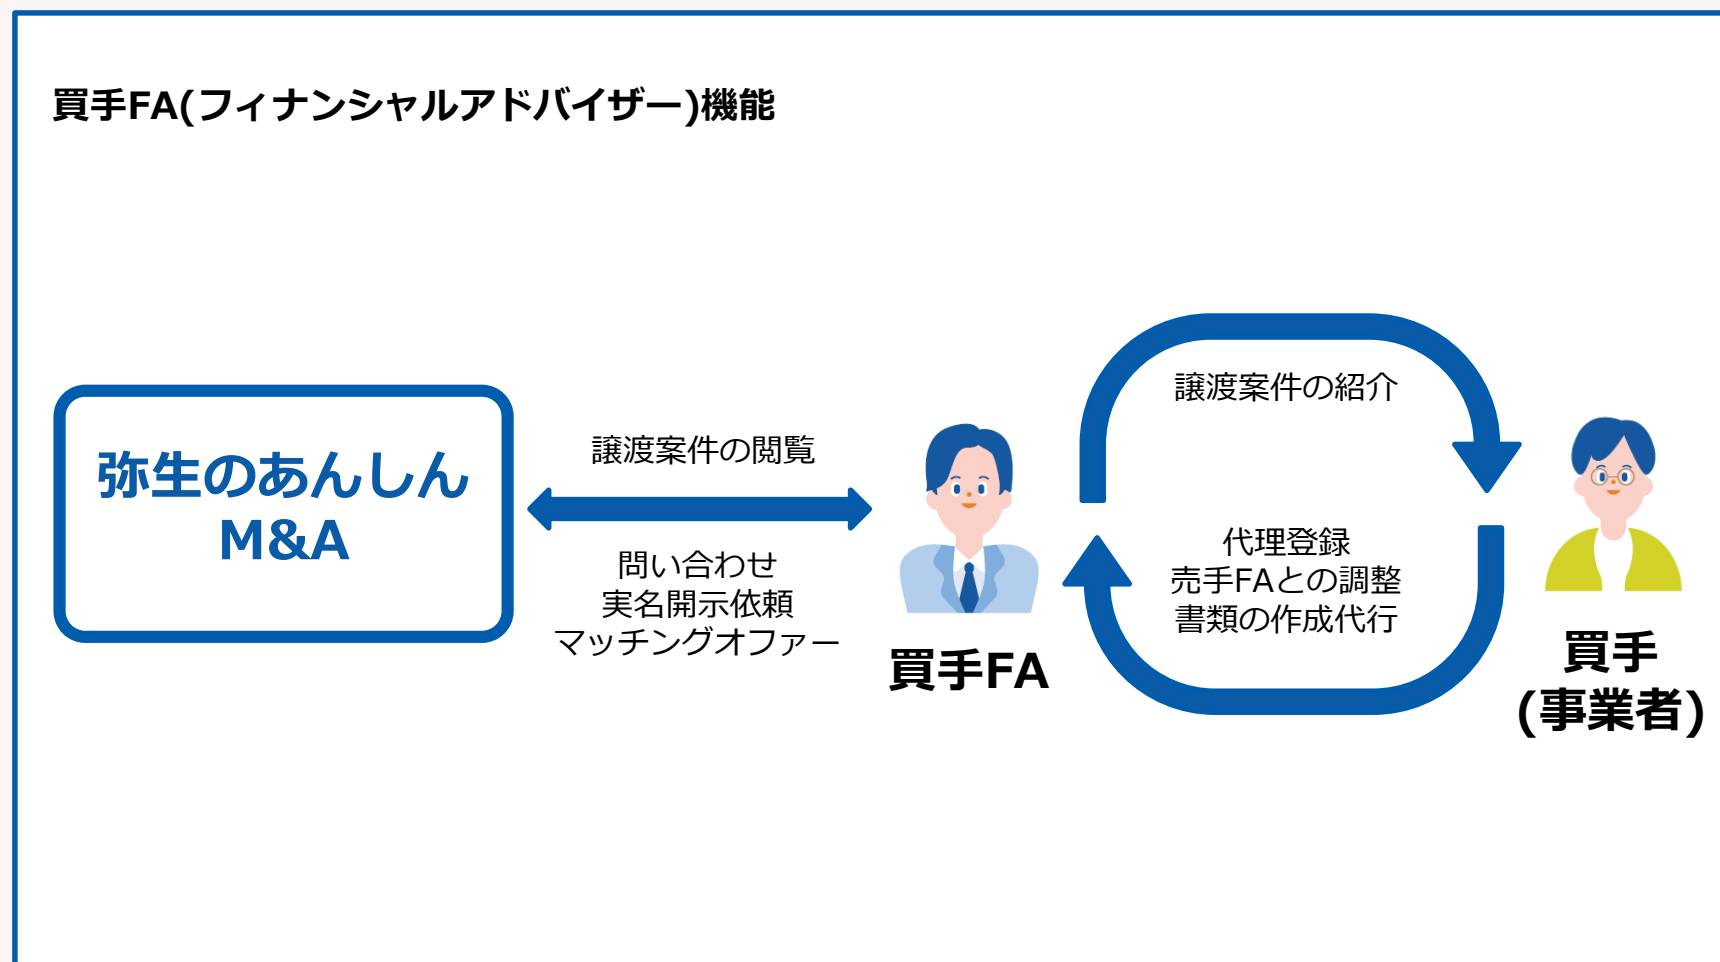 買手FA(フィナンシャルアドバイザー)機能
弥生のあんしん
M&A
譲渡案件の閲覧
問い合わせ
実名開示依頼
マッチングオファー
買手FA
譲渡案件の紹介
代理登録
売手FAとの調整
書類の作成代行
買手
(事業者)